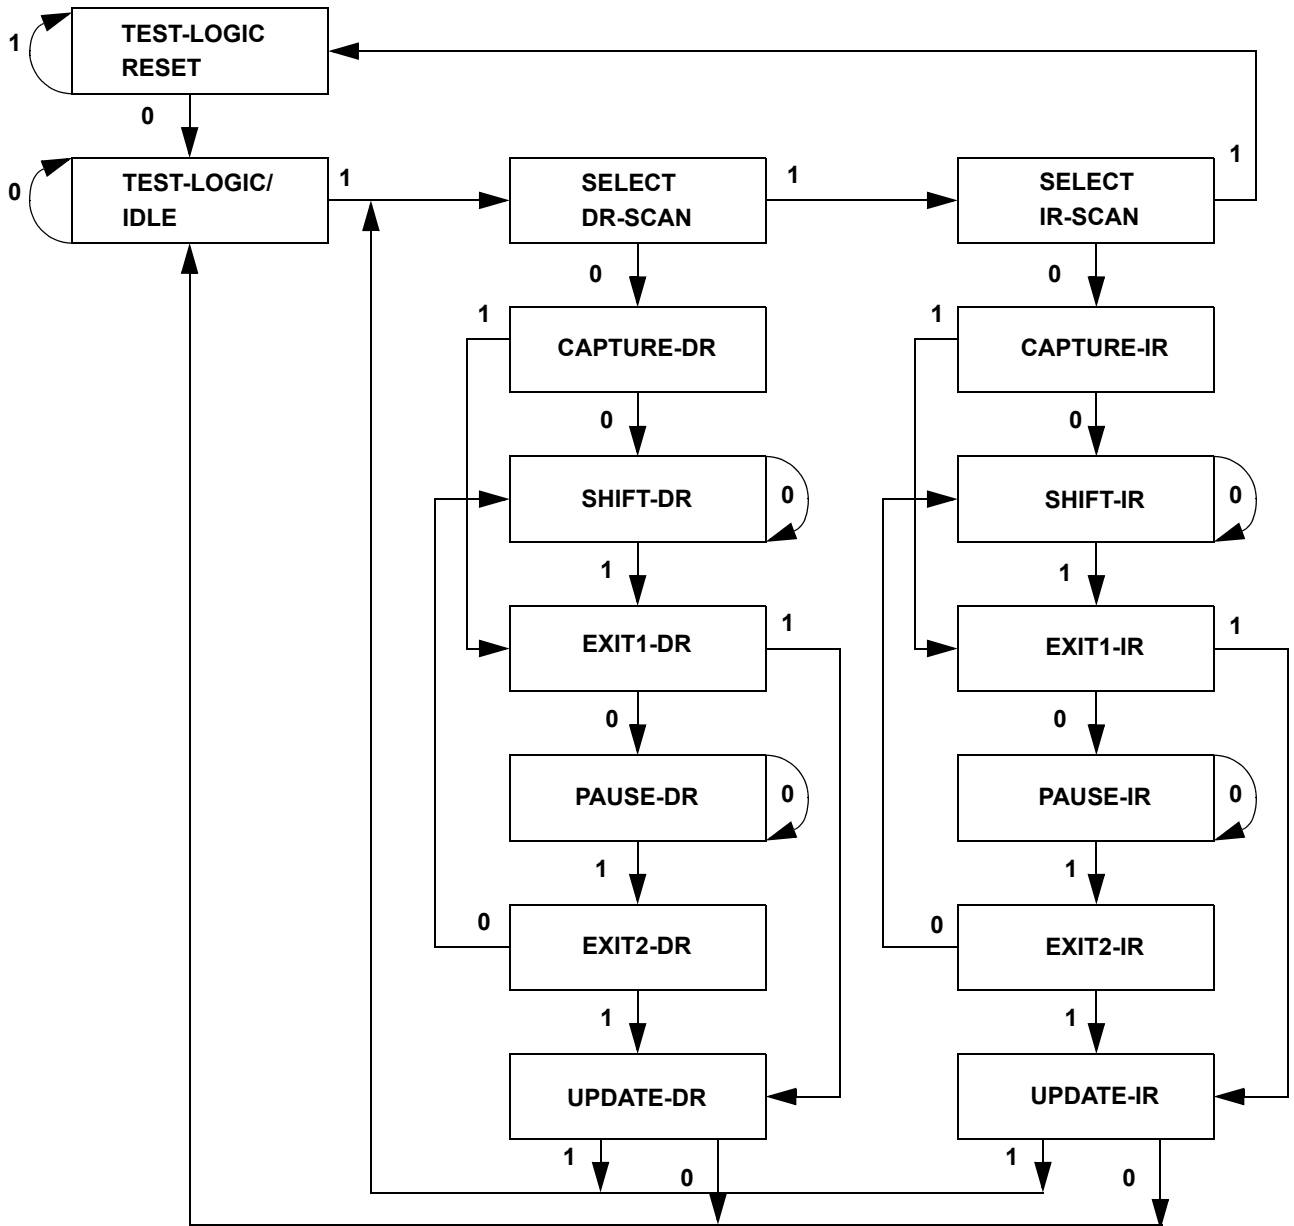 1
TEST-LOGIC
RESET
0
0
TEST-LOGIC/
IDLE
1
SELECT
DR-SCAN
1
SELECT
IR-SCAN
1
0
0
1
CAPTURE-DR
1
CAPTURE-IR
0
0
SHIFT-DR
0
SHIFT-IR
0
1
1
EXIT1-DR
1
EXIT1-IR
1
0
0
PAUSE-DR
0
PAUSE-IR
0
1
1
0
EXIT2-DR
0
EXIT2-IR
1
1
UPDATE-DR
UPDATE-IR
1
0
1
0